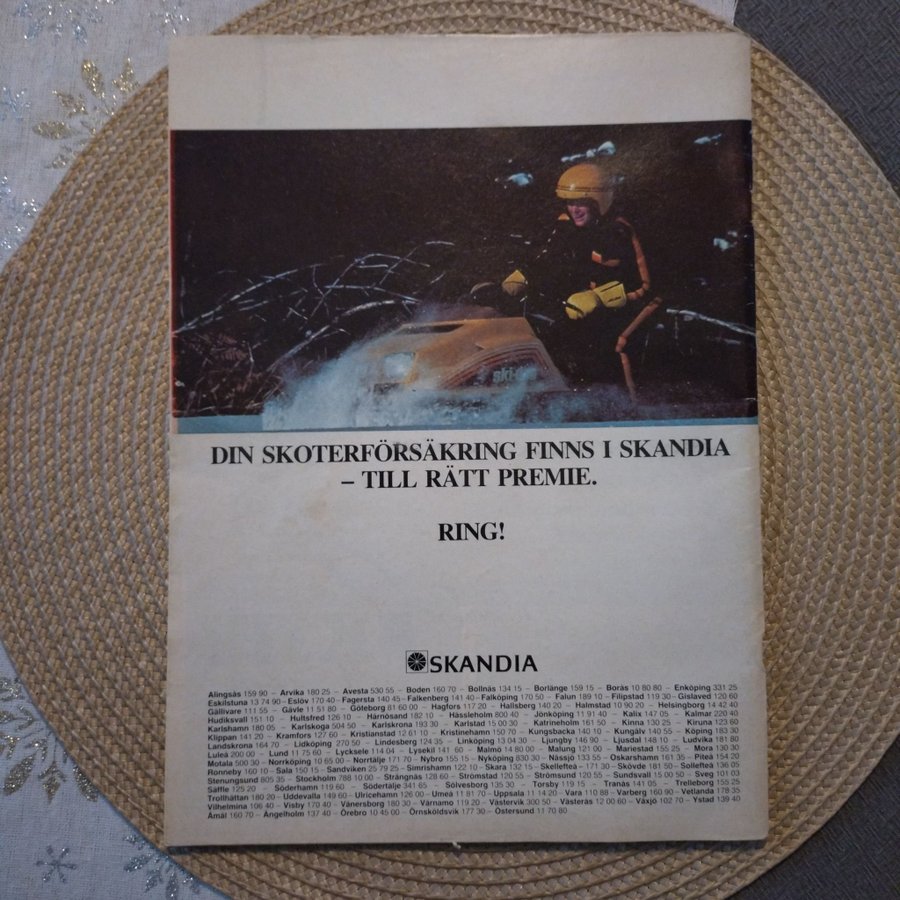 ski-
DIN SKOTERFÖRSÄKRING FINNS I SKANDIA
– TILL RÄTT PREMIE.
RING!
SKANDIA
Alingsås 159 90 – Arvika 180 25 – Avesta 530 55 – Boden 160 70 – Bollnäs 134 15 – Borlänge 159 15 – Borås 10 80 80 – Enköping 331 25
Eskilstuna 13 74 90 – Eslöv 170 40 – Fagersta 140 45 – Falkenberg 141 40 – Falköping 170 50 – Falun 189 10 – Filipstad 119 30 – Gislaved 120 60
Gällivare 111 55 – Gävle 11 51 80 – Göteborg 81 60 00 – Hagfors 117 20 – Hallsberg 140 20 – Halmstad 10 90 20 – Helsingborg 14 42 40
Hudiksvall 151 10 – Hultsfred 126 10 – Härnösand 182 10 – Hässleholm 800 40 – Jönköping 11 91 40 – Kalix 147 05 – Kalmar 220 40
Karlshamn 180 05 – Karlskoga 504 50 – Karlskrona 193 30 – Karlstad 15 00 30 – Katrineholm 161 50 – Kinna 130 25 – Kiruna 123 60
Klippan 141 20 – Kramfors 127 60 – Kristianstad 12 61 10 – Kristinehamn 150 70 – Kungsbacka 140 10 – Kungälv 140 55 – Köping 183 30
Landskrona 164 70 – Lidköping 270 50 – Lindesberg 124 35 – Linköping 13 04 30 – Ljungby 146 90 – Ljusdal 148 10 – Ludvika 181 80
Luleå 200 00 – Lund 11 75 60 – Lycksele 114 04 – Lysekil 141 60 – Malmö 14 80 00 – Malung 121 00 – Mariestad 155 25 – Mora 130 30
Motala 500 30 – Norrköping 10 65 00 – Norrtälje 171 70 – Nybro 155 15 – Nyköping 830 30 – Nässjö 133 55 – Oskarshamn 161 35 – Piteå 154 20
Ronneby 160 10 – Sala 150 15 – Sandviken 25 79 25 – Simrishamn 122 10 – Skara 132 15 – Skellefteå – 171 30 – Skövde 181 50 – Sollefteå 136 05
Stenungsund 805 35 – Stockholm 788 10 00 – Strängnäs 128 60 – Strömstad 120 55 – Strömsund 120 55 – Sundsvall 15 00 50 – Sveg 101 03
Säffle 125 20 – Söderhamn 119 60 – Södertälje 341 65 – Sölvesborg 135 30 – Torsby 119 15 – Tranås 141 05 – Trelleborg 155 25
Trollhättan 180 20 – Uddevalla 149 60 – Ulricehamn 126 00 – Umeå 11 81 70 – Uppsala 11 14 20 – Vara 110 88 – Varberg 160 90 – Vetlanda 178 35
Vilhelmina 106 40 – Visby 170 40 – Vänersborg 180 30 – Värnamo 119 20 – Västervik 300 50 – Västerås 12 00 60 – Växjö 102 70 – Ystad 139 40
Åmål 160 70 – Ängelholm 137 40 – Örebro 10 45 00 – Örnsköldsvik 177 30 – Östersund 11 70 80